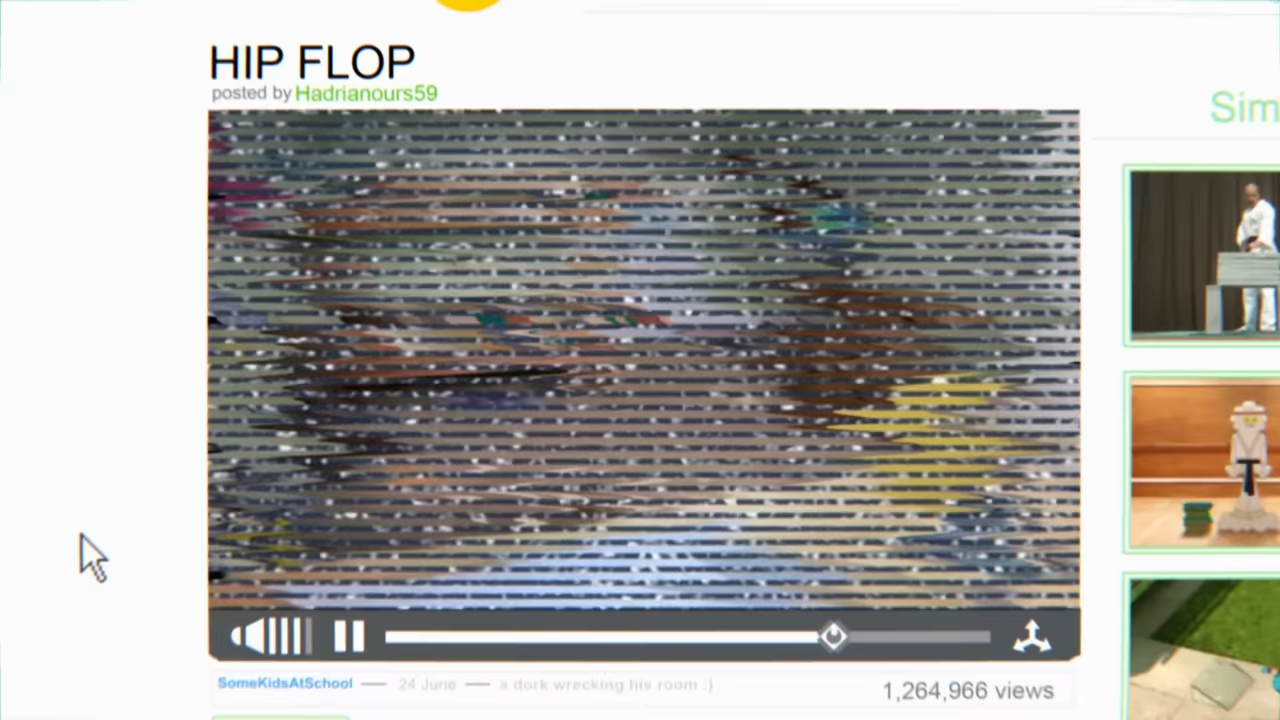 HIP FLOP
posted by Hadrianours59
Sim
SomeKidsAtSchool — 24 June — a dork wrecking his room :)
1,264,966 views